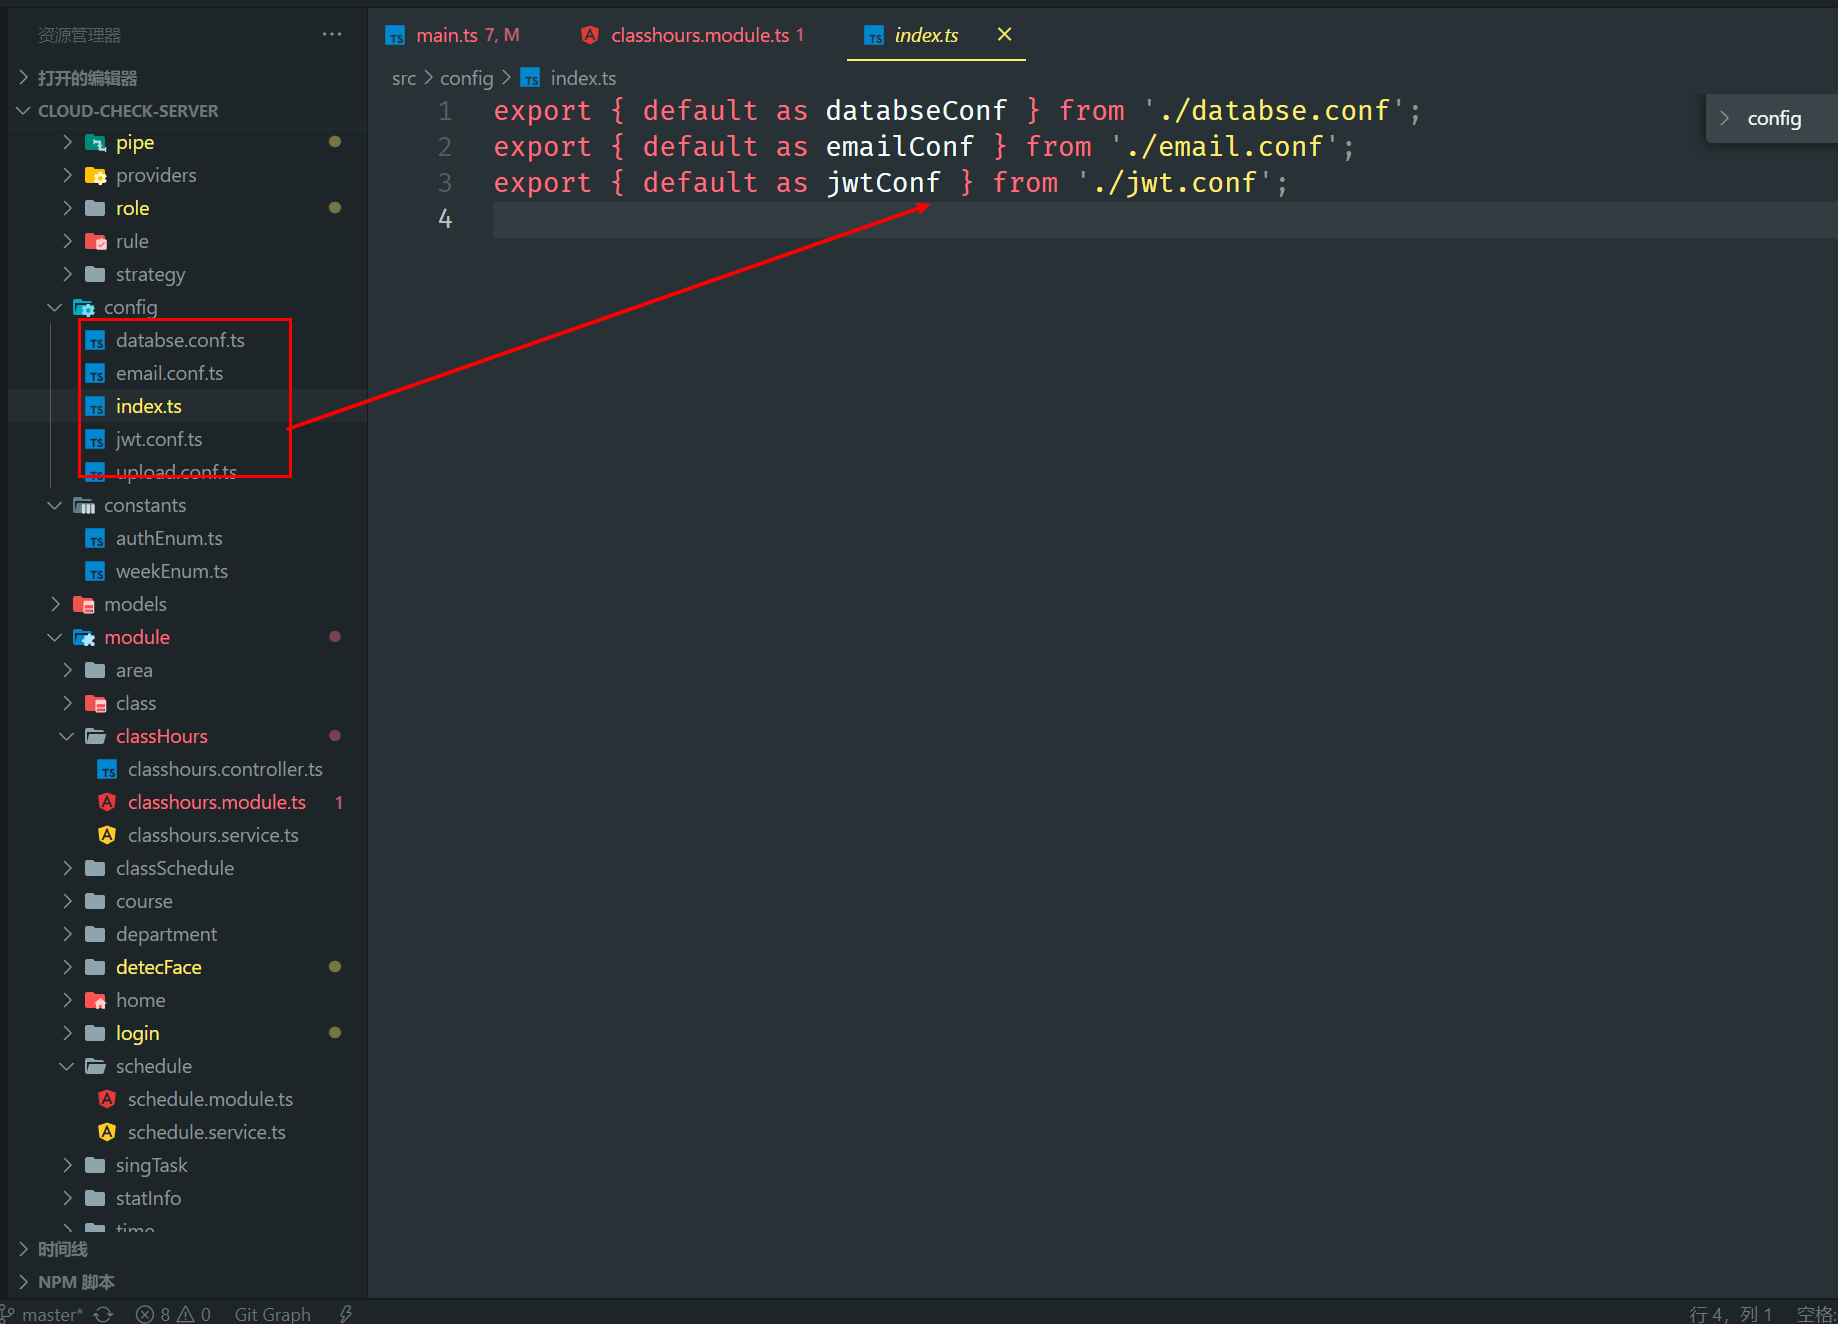 资源管理器
打开的编辑器
CLOUD-CHECK-SERVER
pipe
providers
role
rule
strategy
config
databse.conf.ts
email.conf.ts
index.ts
jwt.conf.ts
upload.conf.ts
constants
authEnum.ts
weekEnum.ts
models
module
area
class
classHours
classhours.controller.ts
classhours.module.ts 1
classhours.service.ts
classSchedule
course
department
detecFace
home
login
schedule
schedule.module.ts
schedule.service.ts
singTask
statInfo
time
时间线
NPM 脚本
main.ts 7, M
classhours.module.ts 1
index.ts
src > config > index.ts
1 export { default as databseConf } from './databse.conf';
2 export { default as emailConf } from './email.conf';
3 export { default as jwtConf } from './jwt.conf';
4
config
master* 8 0 Git Graph
行 4，列 1 空格: